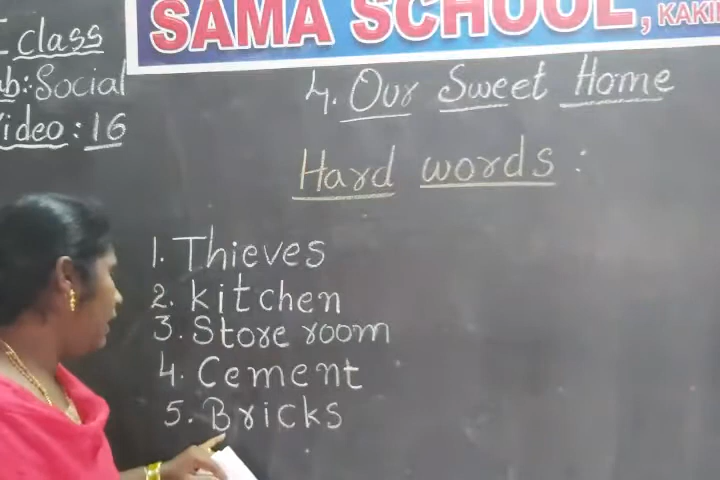 SAMA SCHOOL,
class
Social
Video: 16
4. Our Sweet Home
Hard words:
1. Thieves
2. kitchen
3. Store room
4. Cement
5. Bricks